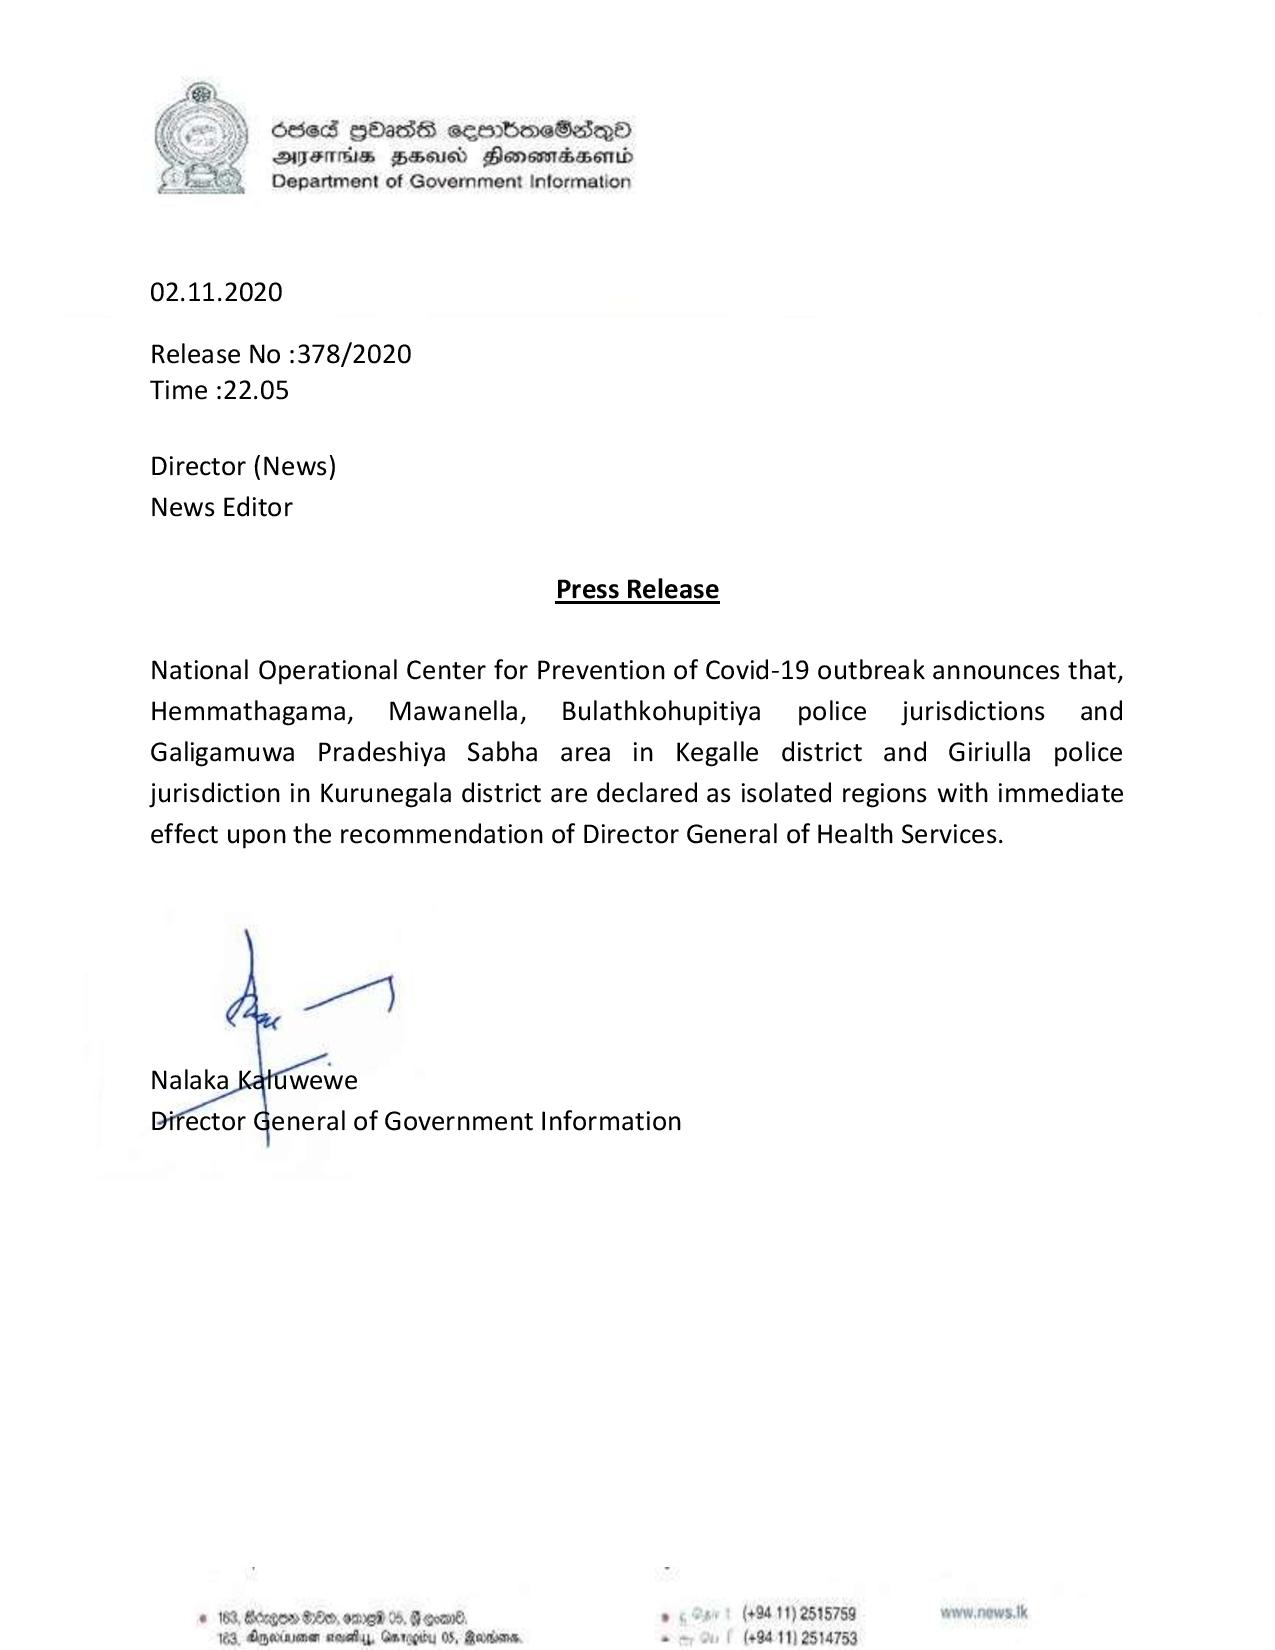 රජයේ ප්‍රවෘත්ති දෙපාර්තමේන්තුව
அரசாங்க தகவல் திணைக்களம்
Department of Government Information
02.11.2020
Release No :378/2020
Time :22.05
Director (News)
News Editor
Press Release
National Operational Center for Prevention of Covid-19 outbreak announces that,
Hemmathagama, Mawanella, Bulathkohupitiya police jurisdictions and
Galigamuwa Pradeshiya Sabha area in Kegalle district and Giriulla police
jurisdiction in Kurunegala district are declared as isolated regions with immediate
effect upon the recommendation of Director General of Health Services.
Nalaka Kaluwewe
Director General of Government Information
163, කිරුලපන මාවත, කොළඹ 05, ශ්‍රී ලංකාව.
163, கிருலப்பனை வெளியூ, கொழும்பு 05, இலங்கை.
(+94 11) 2515759
(+94 11) 2514753
www.news.lk